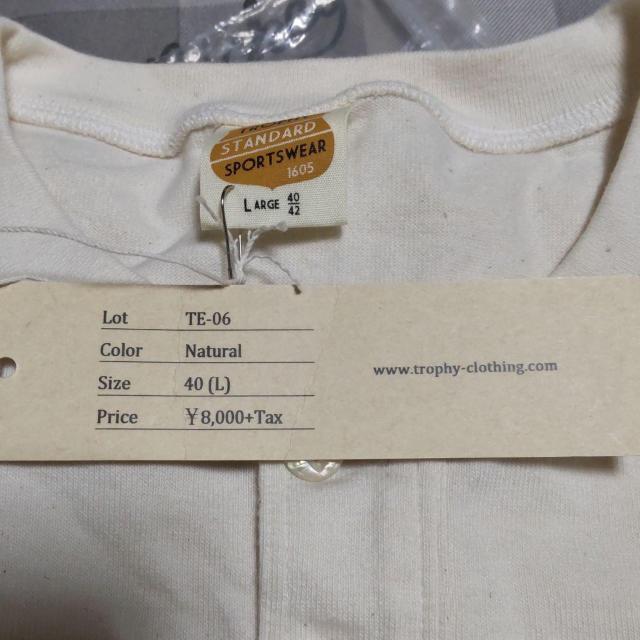 STANDARD
SPORTSWEAR
1605
LARGE 40/42
Lot TE-06
Color Natural
Size 40 (L)
Price ¥8,000+Tax
www.trophy-clothing.com